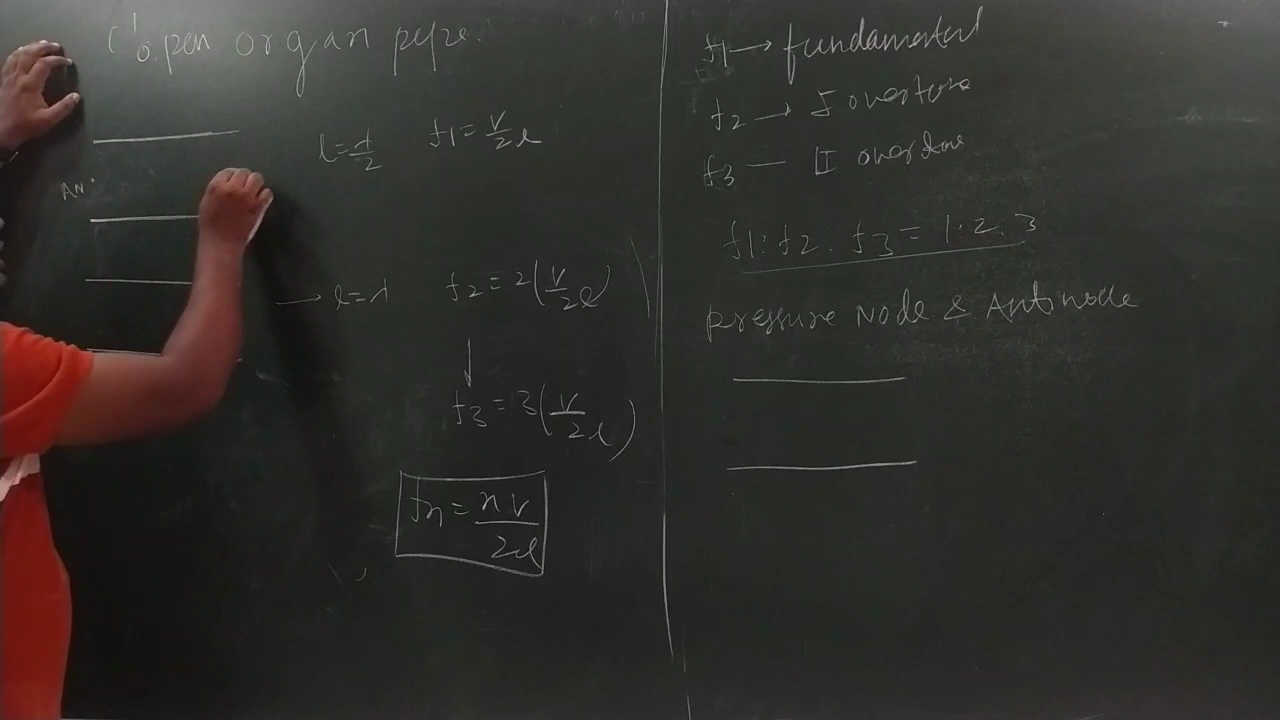 open organ pipe.
l = λ/2 f1 = v/2l
AN
→ l = λ f2 = 2(v/2l)
f3 = 3(v/2l)
fn = nv/2l
f1 → fundamental
f2 → I overtone
f3 — II overtone
f1 : f2 : f3 = 1 : 2 : 3
pressure Node & Antinode